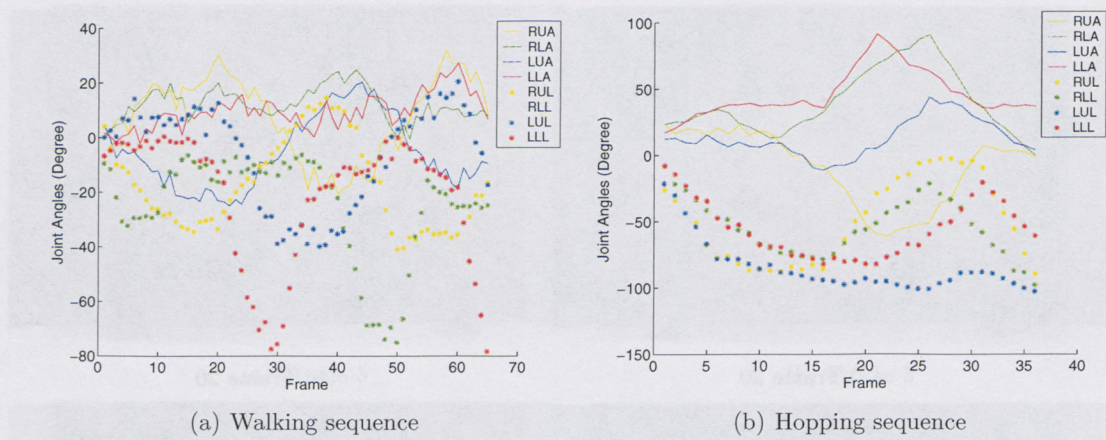 40
20
0
-20
-40
-60
-80
Joint Angles (Degree)
0
10
20
30
40
50
60
70
Frame
RUA
RLA
LUA
LLA
RUL
RLL
LUL
LLL
(a) Walking sequence
100
50
0
-50
-100
-150
Joint Angles (Degree)
0
5
10
15
20
25
30
35
40
Frame
RUA
RLA
LUA
LLA
RUL
RLL
LUL
LLL
(b) Hopping sequence